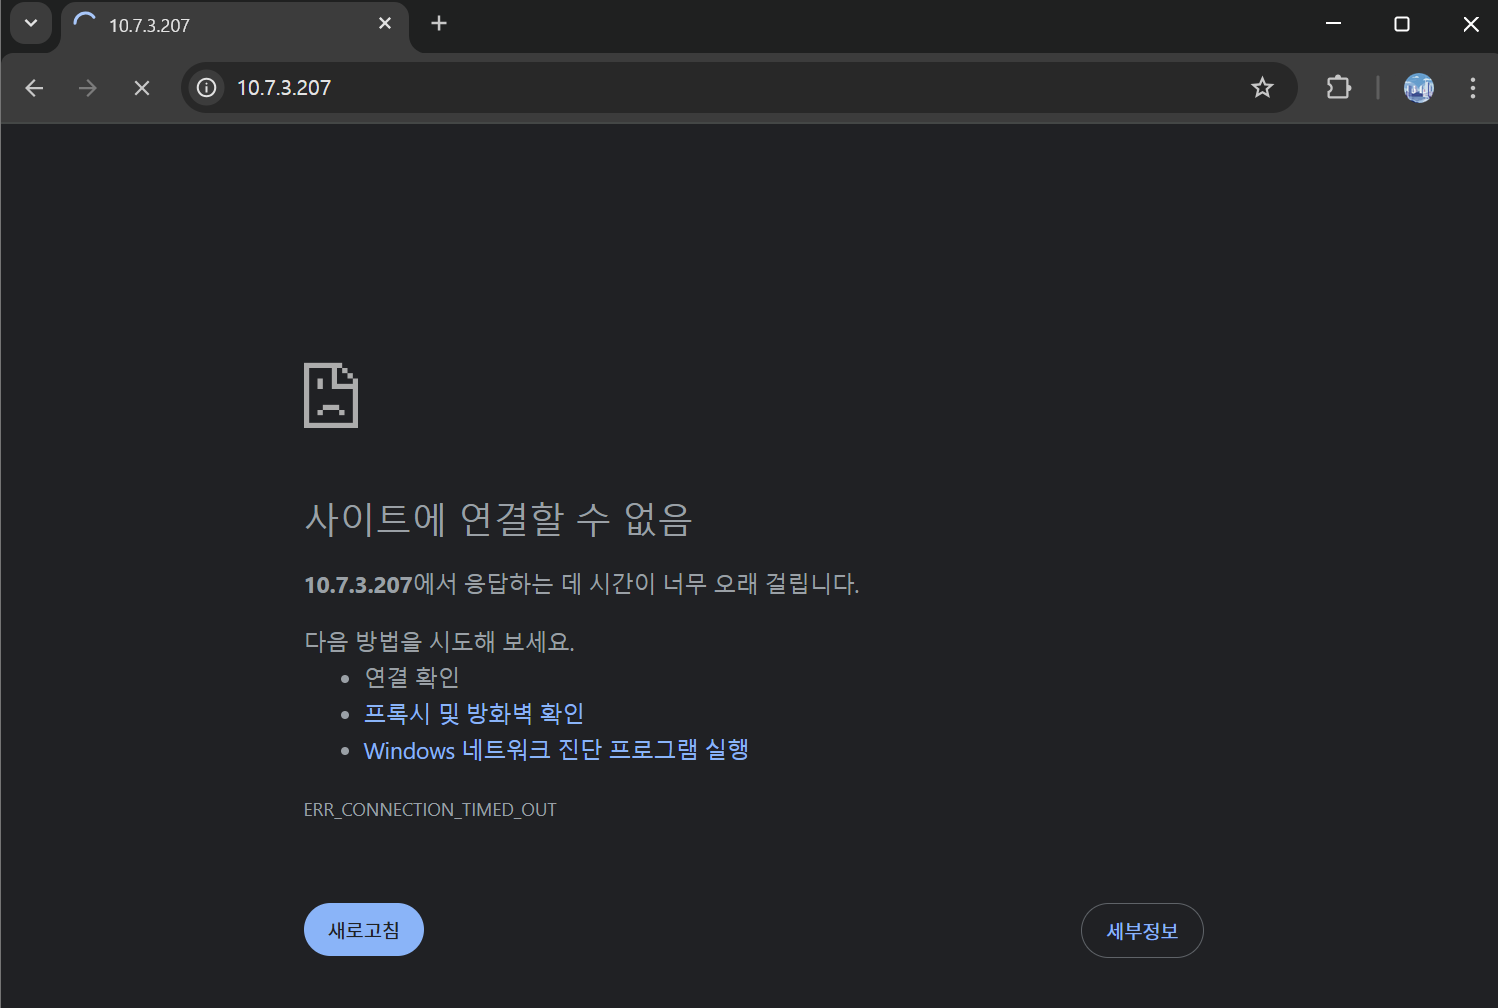 10.7.3.207
10.7.3.207
사이트에 연결할 수 없음
10.7.3.207에서 응답하는 데 시간이 너무 오래 걸립니다.
다음 방법을 시도해 보세요.
연결 확인
프록시 및 방화벽 확인
Windows 네트워크 진단 프로그램 실행
ERR_CONNECTION_TIMED_OUT
새로고침
세부정보